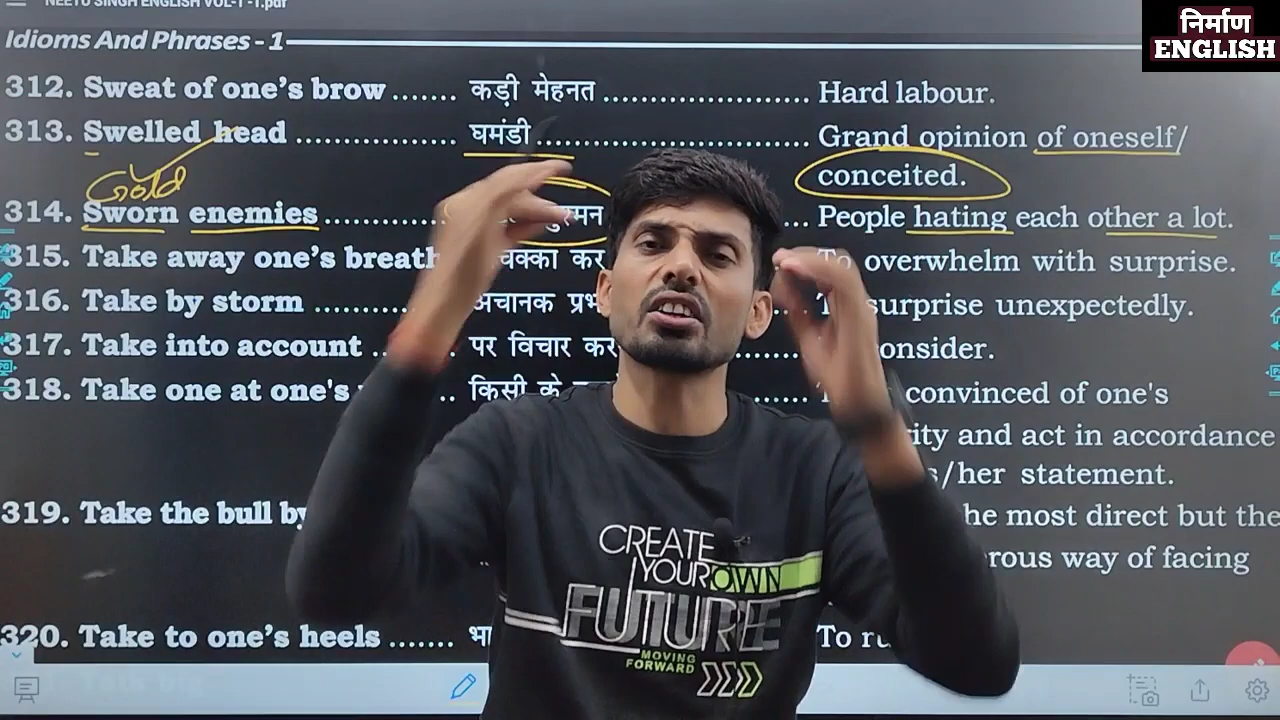 NEETU SINGH ENGLISH VOL-1 -1.pdf
निर्माण
ENGLISH
Idioms And Phrases - 1
312. Sweat of one's brow ....... कड़ी मेहनत ........................ Hard labour.
313. Swelled head ................ घमंडी ................................ Grand opinion of oneself/
Gold conceited.
314. Sworn enemies ............... People hating each other a lot.
315. Take away one's breath चक्का कर To overwhelm with surprise.
316. Take by storm ............... अचानक surprise unexpectedly.
317. Take into account ........... पर विचार कर consider.
318. Take one at one's .. किसी के convinced of one's
and act in accordance
/her statement.
319. Take the bull by the most direct but the
way of facing
320. Take to one's heels ....... To
CREATE
YOUR OWN
FUTURE
MOVING
FORWARD